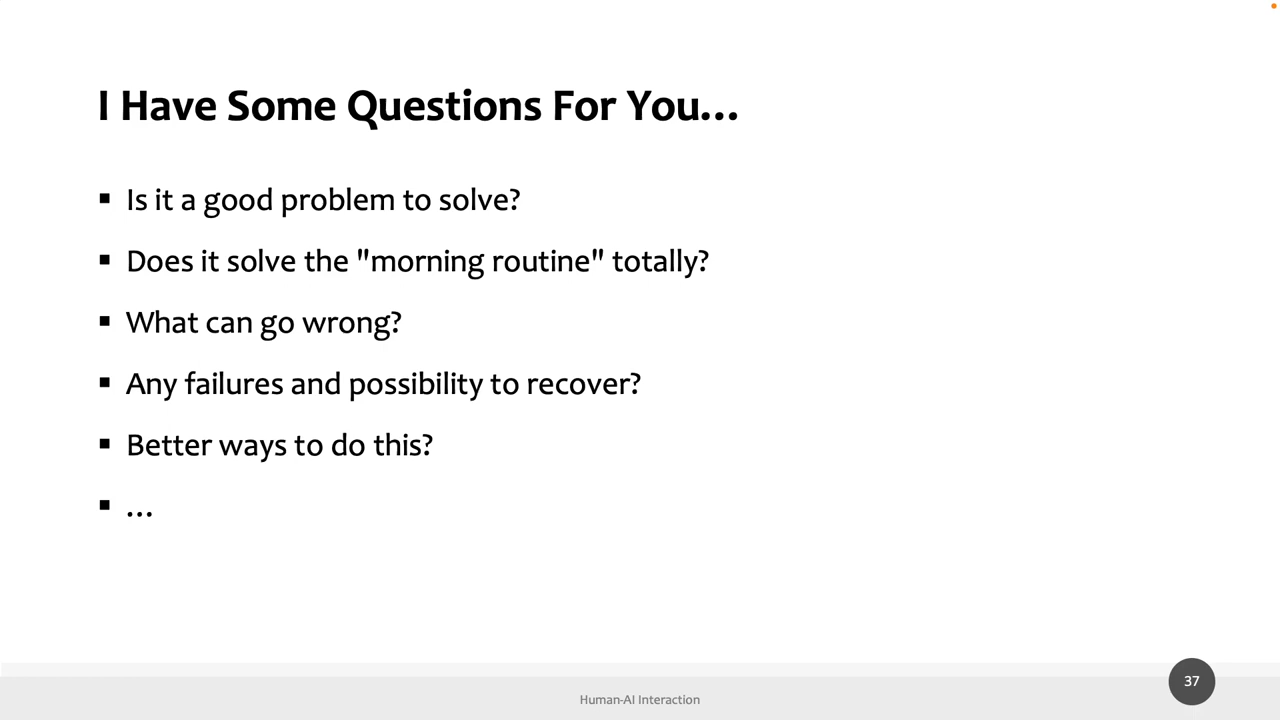 I Have Some Questions For You...
▪ Is it a good problem to solve?
▪ Does it solve the "morning routine" totally?
▪ What can go wrong?
▪ Any failures and possibility to recover?
▪ Better ways to do this?
▪ ...
37
Human-AI Interaction